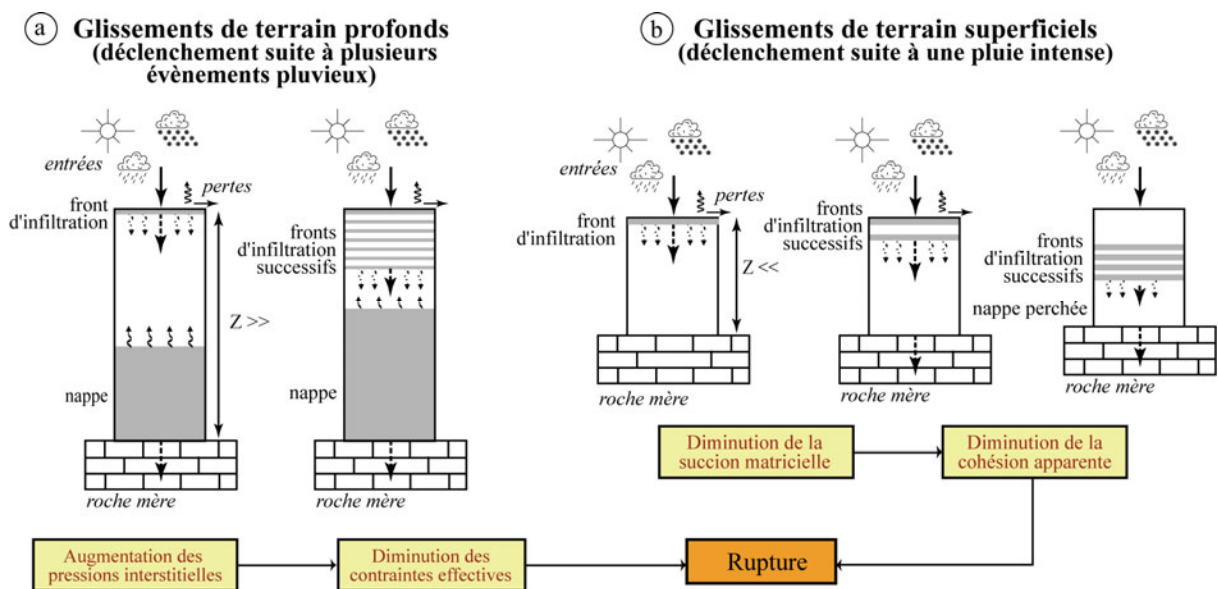 a Glissements de terrain profonds
(déclenchement suite à plusieurs
évènements pluvieux)
entrées
pertes
front
d'infiltration
Z >>
nappe
roche mère
fronts
d'infiltration
successifs
nappe
roche mère
b Glissements de terrain superficiels
(déclenchement suite à une pluie intense)
entrées
pertes
front
d'infiltration
Z <<
roche mère
fronts
d'infiltration
successifs
roche mère
fronts
d'infiltration
successifs
nappe perchée
roche mère
Diminution de la
succion matricielle
Diminution de la
cohésion apparente
Augmentation des
pressions interstitielles
Diminution des
contraintes effectives
Rupture